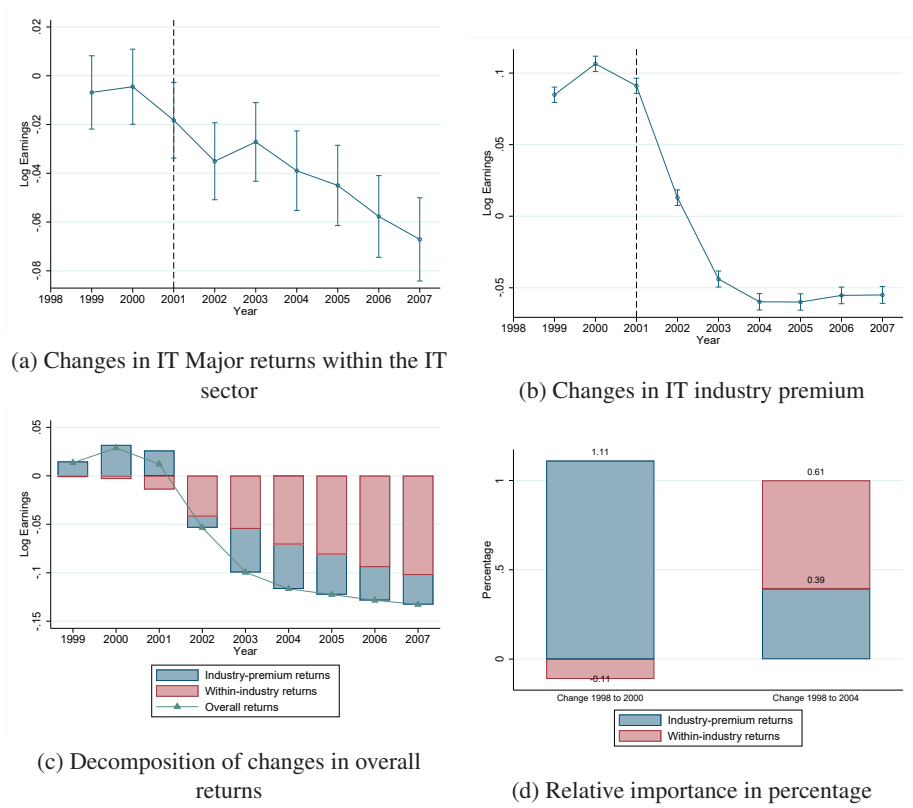 .02
0
-.02
-.04
-.06
-.08
Log Earnings
1998 1999 2000 2001 2002 2003 2004 2005 2006 2007
Year
(a) Changes in IT Major returns within the IT
sector
.1
.05
0
-.05
Log Earnings
1998 1999 2000 2001 2002 2003 2004 2005 2006 2007
Year
(b) Changes in IT industry premium
.05
0
-.05
-.1
-.15
Log Earnings
1999 2000 2001 2002 2003 2004 2005 2006 2007
Year
Industry-premium returns
Within-industry returns
Overall returns
(c) Decomposition of changes in overall
returns
1
.5
0
Percentage
1.11
-0.11
0.61
0.39
Change 1998 to 2000 Change 1998 to 2004
Industry-premium returns
Within-industry returns
(d) Relative importance in percentage